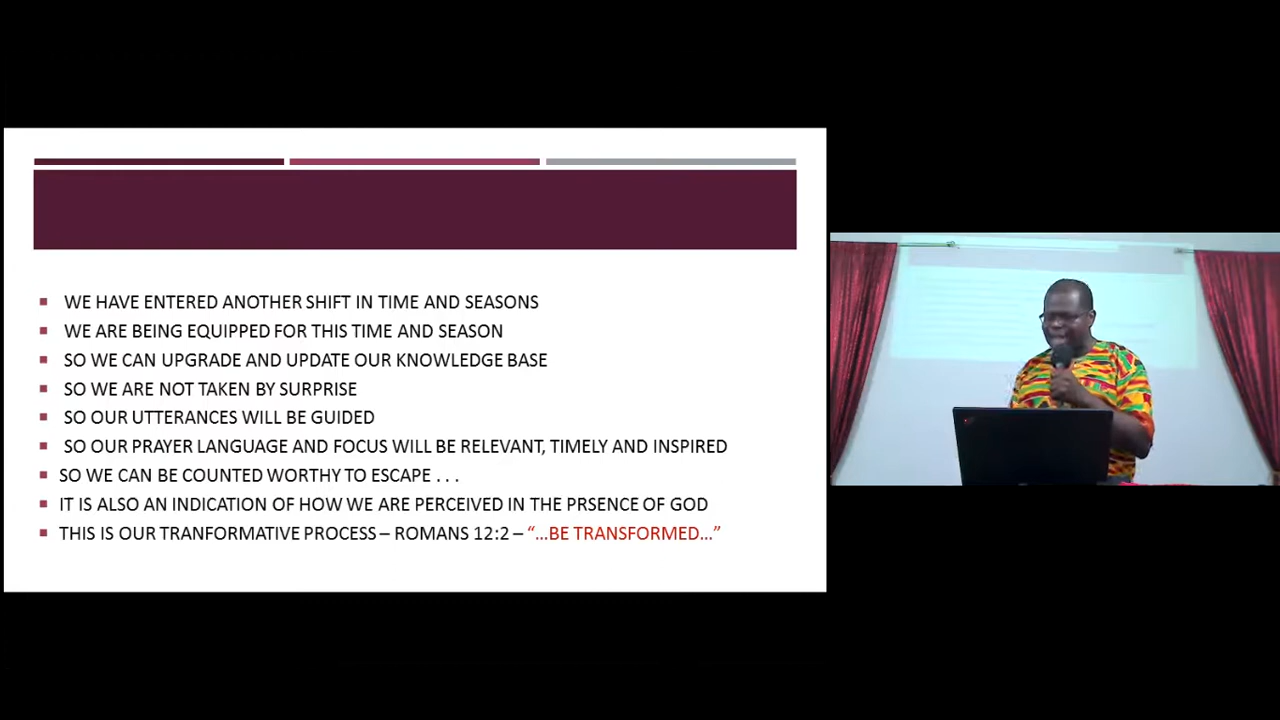 WE HAVE ENTERED ANOTHER SHIFT IN TIME AND SEASONS
WE ARE BEING EQUIPPED FOR THIS TIME AND SEASON
SO WE CAN UPGRADE AND UPDATE OUR KNOWLEDGE BASE
SO WE ARE NOT TAKEN BY SURPRISE
SO OUR UTTERANCES WILL BE GUIDED
SO OUR PRAYER LANGUAGE AND FOCUS WILL BE RELEVANT, TIMELY AND INSPIRED
SO WE CAN BE COUNTED WORTHY TO ESCAPE . . .
IT IS ALSO AN INDICATION OF HOW WE ARE PERCEIVED IN THE PRSENCE OF GOD
THIS IS OUR TRANFORMATIVE PROCESS – ROMANS 12:2 – “...BE TRANSFORMED...”